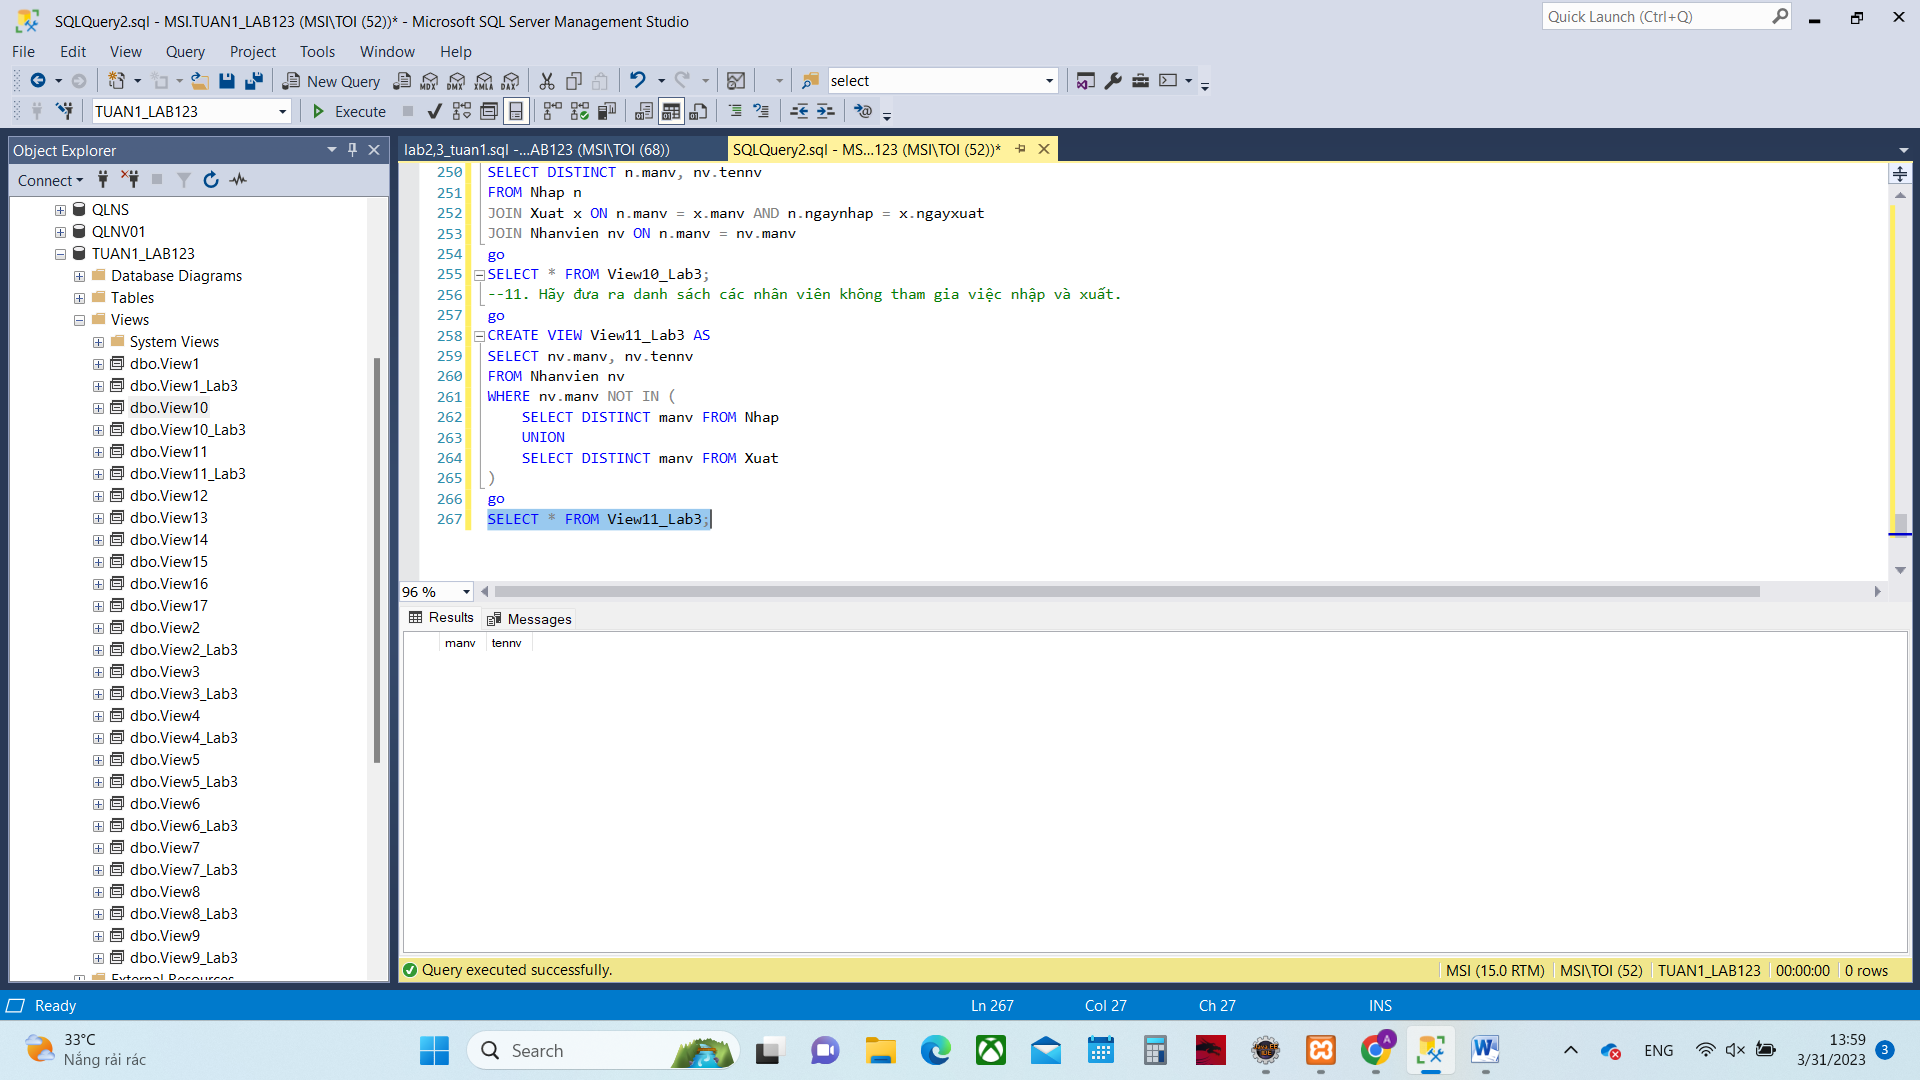 SQLQuery2.sql - MSI.TUAN1_LAB123 (MSI\TOI (52))* - Microsoft SQL Server Management Studio
Quick Launch (Ctrl+Q)
File Edit View Query Project Tools Window Help
New Query
MDX DMX XMLA DAX
select
TUAN1_LAB123
Execute
Object Explorer
Connect
QLNS
QLNV01
TUAN1_LAB123
Database Diagrams
Tables
Views
System Views
dbo.View1
dbo.View1_Lab3
dbo.View10
dbo.View10_Lab3
dbo.View11
dbo.View11_Lab3
dbo.View12
dbo.View13
dbo.View14
dbo.View15
dbo.View16
dbo.View17
dbo.View2
dbo.View2_Lab3
dbo.View3
dbo.View3_Lab3
dbo.View4
dbo.View4_Lab3
dbo.View5
dbo.View5_Lab3
dbo.View6
dbo.View6_Lab3
dbo.View7
dbo.View7_Lab3
dbo.View8
dbo.View8_Lab3
dbo.View9
dbo.View9_Lab3
External Resources
lab2,3_tuan1.sql -...AB123 (MSI\TOI (68))
SQLQuery2.sql - MS...123 (MSI\TOI (52))*
250 SELECT DISTINCT n.manv, nv.tennv
251 FROM Nhap n
252 JOIN Xuat x ON n.manv = x.manv AND n.ngaynhap = x.ngayxuat
253 JOIN Nhanvien nv ON n.manv = nv.manv
254 go
255 SELECT * FROM View10_Lab3;
256 --11. Hãy đưa ra danh sách các nhân viên không tham gia việc nhập và xuất.
257 go
258 CREATE VIEW View11_Lab3 AS
259 SELECT nv.manv, nv.tennv
260 FROM Nhanvien nv
261 WHERE nv.manv NOT IN (
262 SELECT DISTINCT manv FROM Nhap
263 UNION
264 SELECT DISTINCT manv FROM Xuat
265 )
266 go
267 SELECT * FROM View11_Lab3;
96 %
Results Messages
manv tennv
Query executed successfully.
MSI (15.0 RTM) MSI\TOI (52) TUAN1_LAB123 00:00:00 0 rows
Ready
Ln 267 Col 27 Ch 27 INS
33°C
Nắng rải rác
Search
A
ENG
13:59
3/31/2023
3